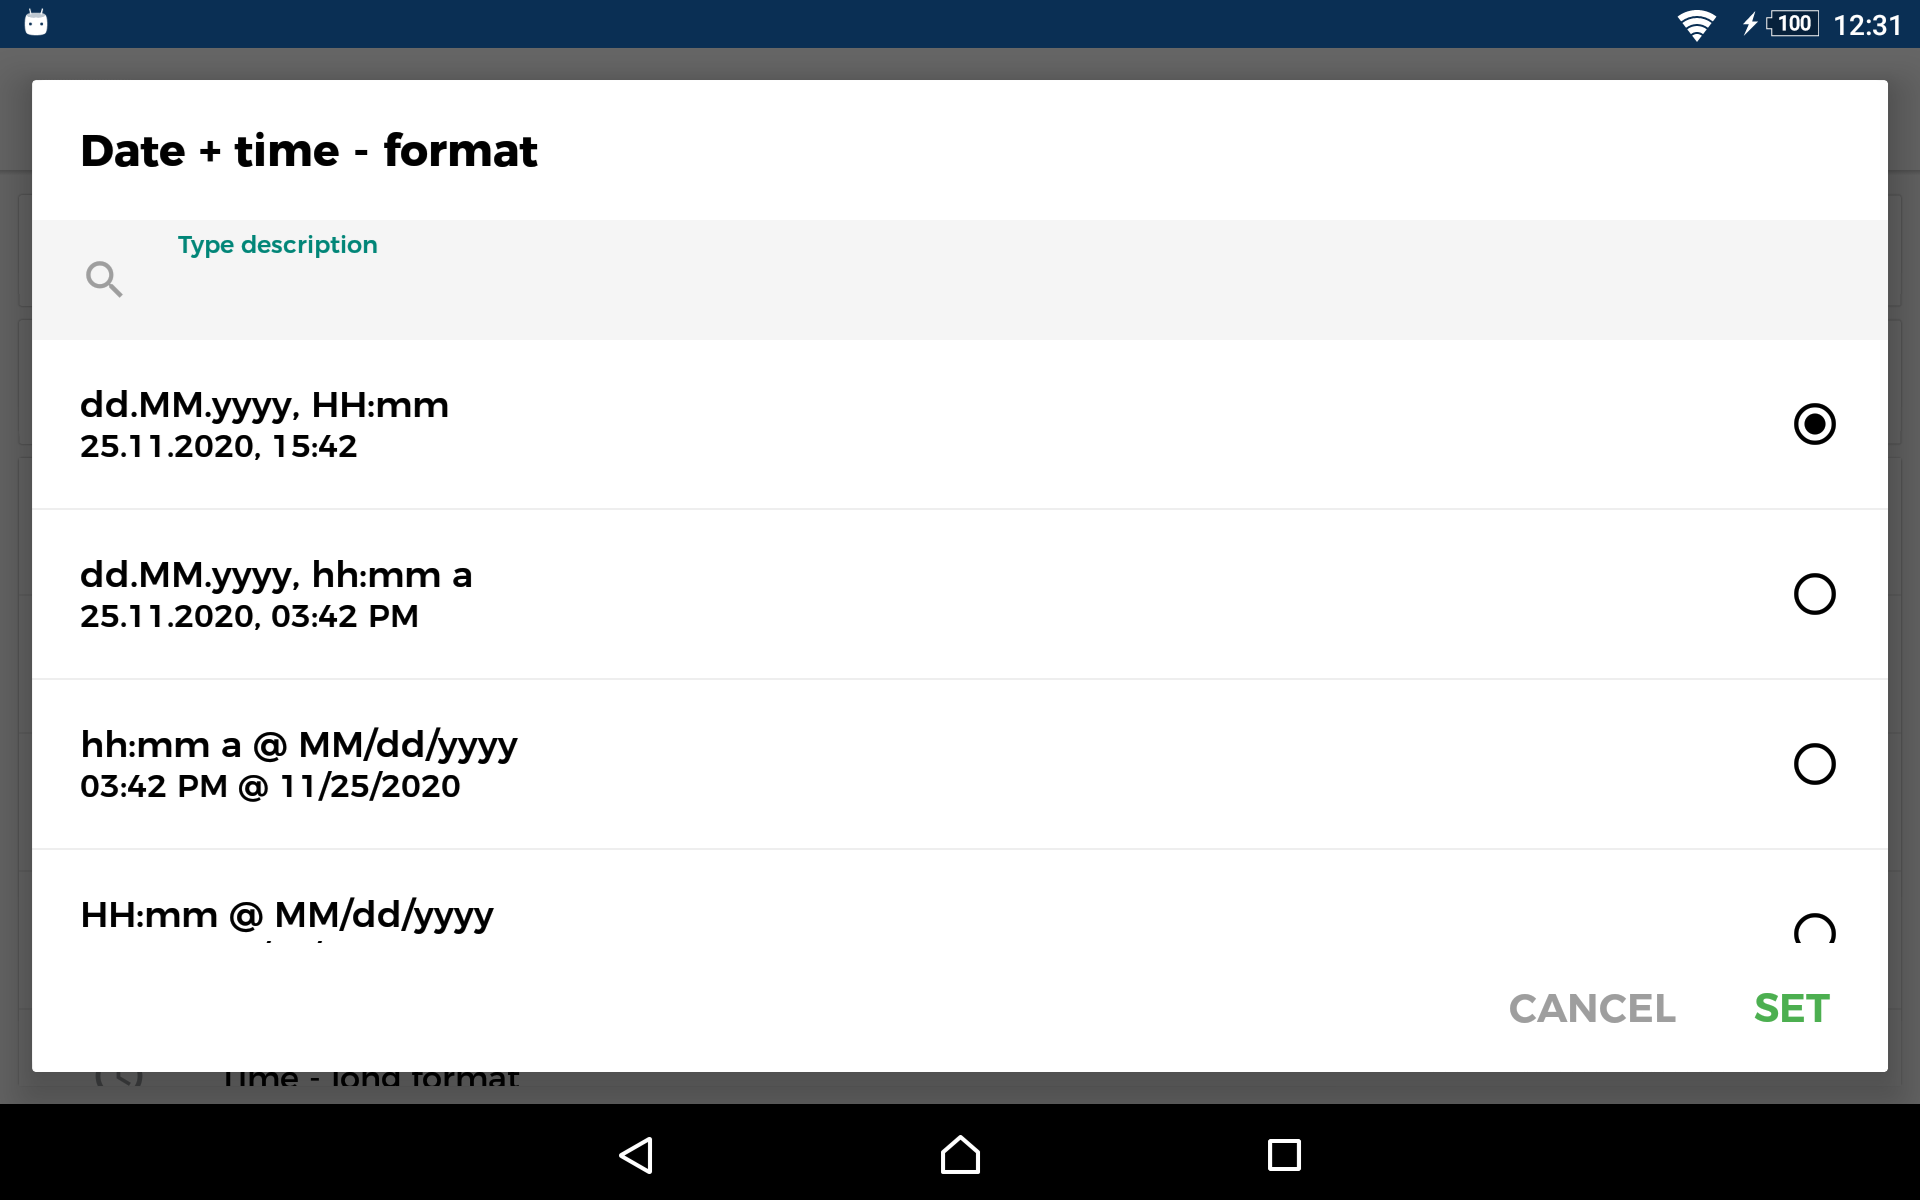 100 12:31
Date + time - format
Type description
dd.MM.yyyy, HH:mm
25.11.2020, 15:42
dd.MM.yyyy, hh:mm a
25.11.2020, 03:42 PM
hh:mm a @ MM/dd/yyyy
03:42 PM @ 11/25/2020
HH:mm @ MM/dd/yyyy
CANCEL SET
Time - long format